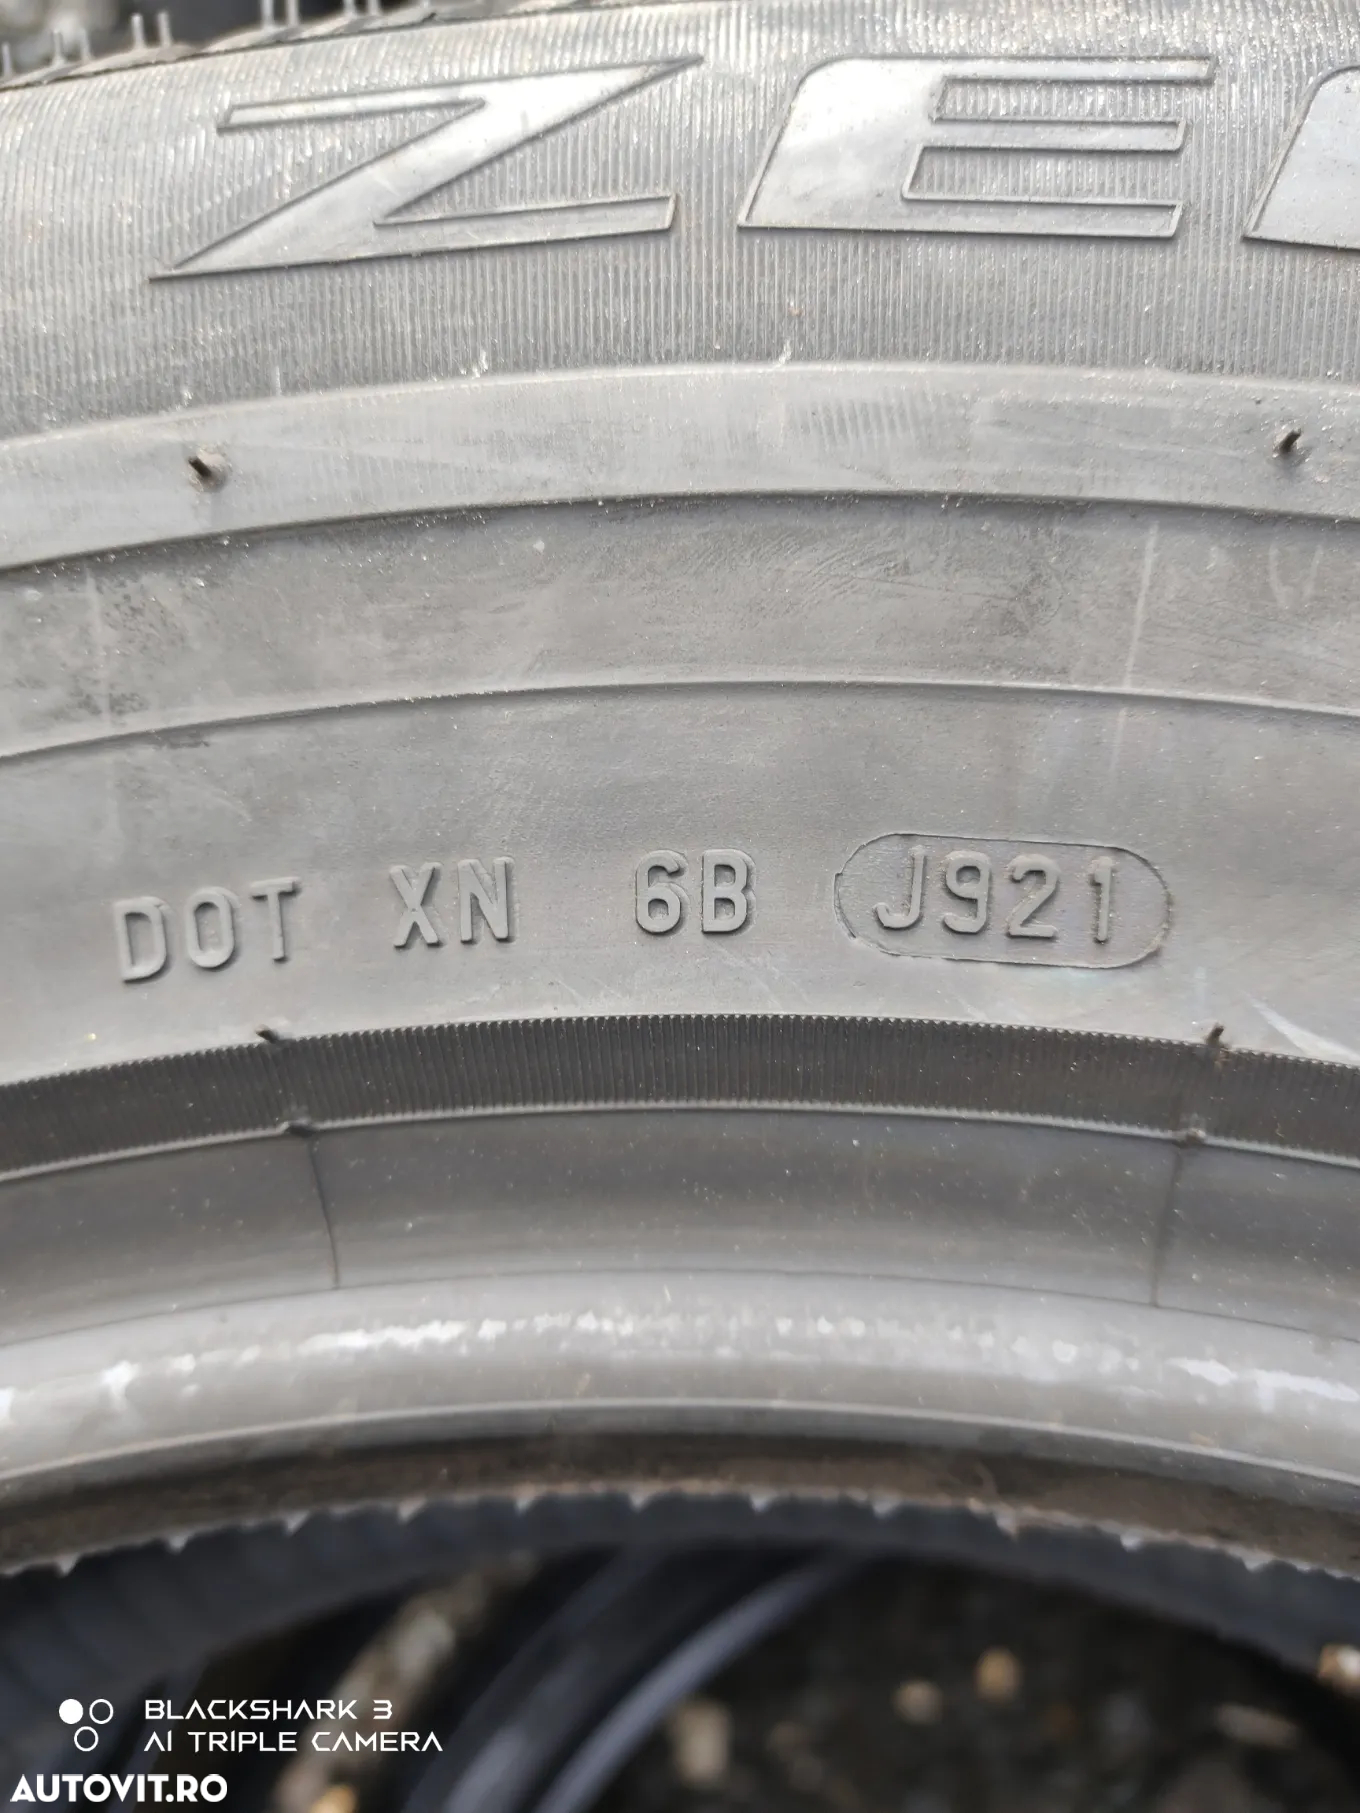 ZE
DOT XN 6B J921
BLACKSHARK 3
AI TRIPLE CAMERA
AUTOVIT.RO